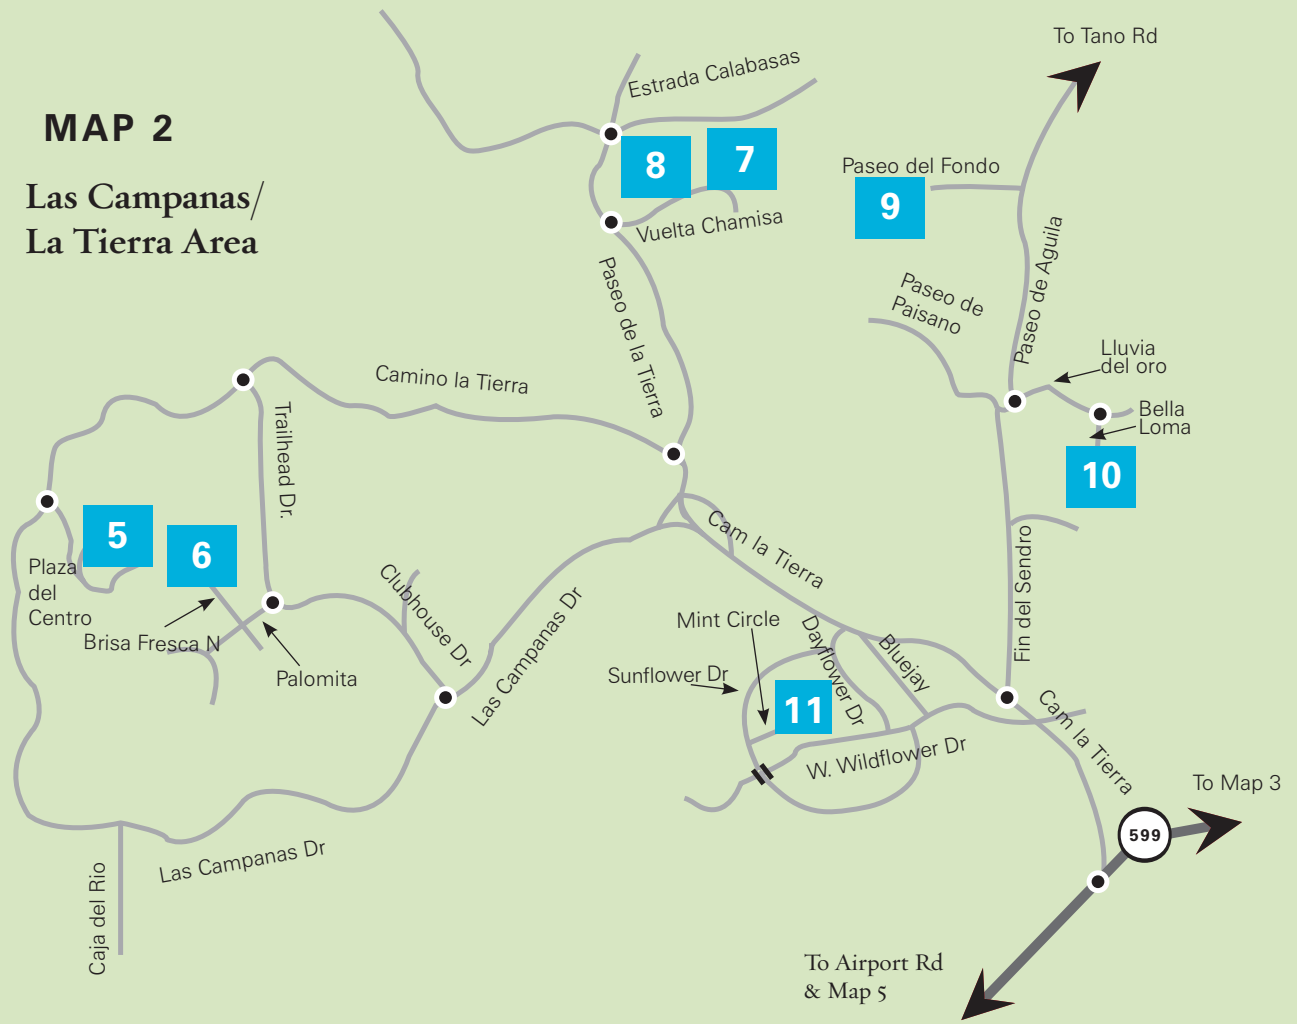 To Tano Rd
Estrada Calabasas
MAP 2
8
7
Paseo del Fondo
9
Las Campanas/
La Tierra Area
Vuelta Chamisa
Paseo de Aguila
Paseo de la Tierra
Paseo de
Paisano
Lluvia
del oro
Camino la Tierra
Bella
Loma
10
Trailhead Dr.
5
6
Cam la Tierra
Plaza
del
Centro
Brisa Fresca N
Palomita
Clubhouse Dr
Las Campanas Dr
Fin del Sendro
Mint Circle
Sunflower Dr
Dayflower Dr
Bluejay
11
W. Wildflower Dr
Cam la Tierra
To Map 3
599
Las Campanas Dr
Caja del Rio
To Airport Rd
& Map 5